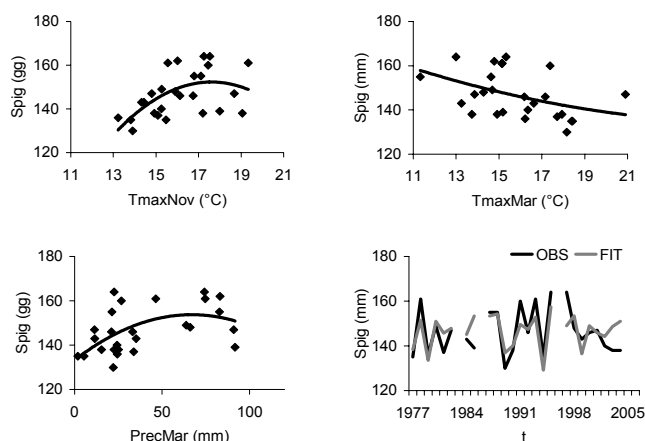 160
140
120
Spig (gg)
11 13 15 17 19 21
TmaxNov (°C)
160
140
120
Spig (mm)
11 13 15 17 19 21
TmaxMar (°C)
180
160
140
120
Spig (gg)
0 50 100
PrecMar (mm)
OBS FIT
180
160
140
120
Spig (mm)
1977 1984 1991 1998 2005
t